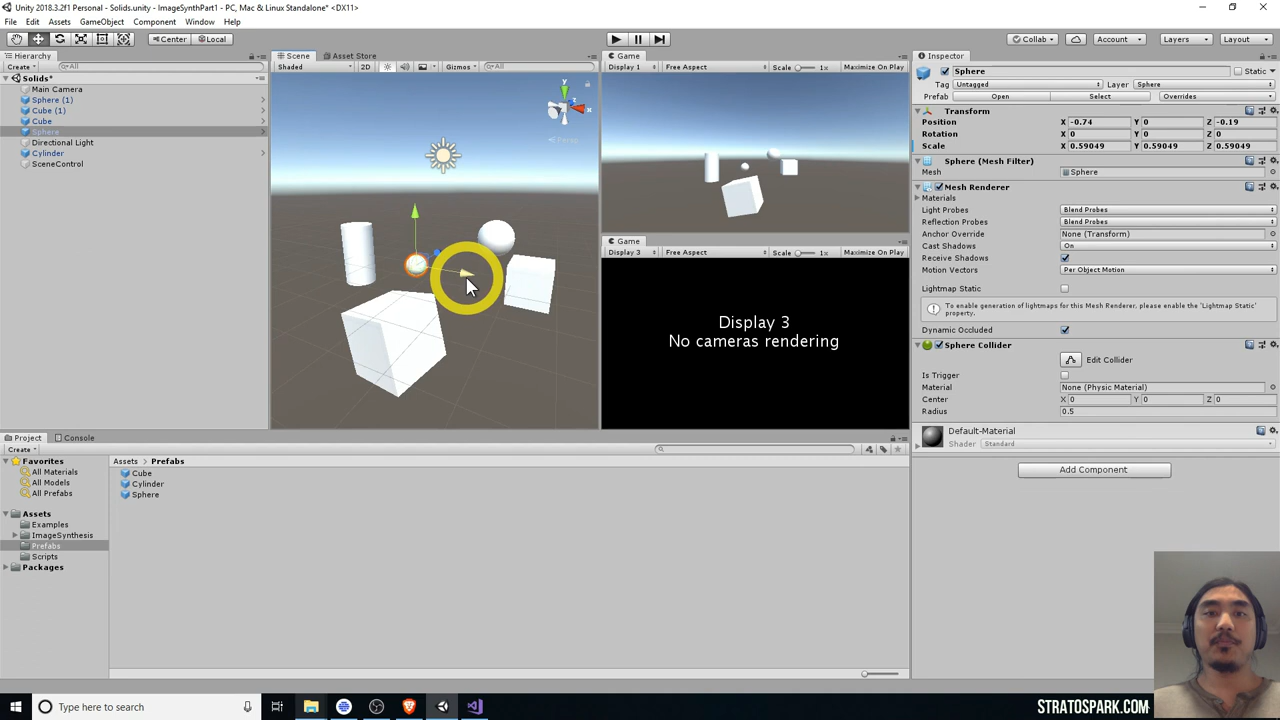 Unity 2018.3.2f1 Personal - Solids.unity - ImageSynthPart1 - PC, Mac & Linux Standalone* <DX11>
File Edit Assets GameObject Component Window Help
Center Local
Collab Account Layers Layout
Hierarchy
Create All
Solids*
Main Camera
Sphere (1)
Cube (1)
Cube
Sphere
Directional Light
Cylinder
SceneControl
Scene Asset Store
Shaded 2D Gizmos All
y
x
Persp
Game
Display 1 Free Aspect Scale 1x Maximize On Play
Game
Display 3 Free Aspect Scale 1x Maximize On Play
Display 3
No cameras rendering
Inspector
Sphere Static
Tag Untagged Layer Sphere
Prefab Open Select Overrides
Transform
Position X -0.74 Y 0 Z -0.19
Rotation X 0 Y 0 Z 0
Scale X 0.59049 Y 0.59049 Z 0.59049
Sphere (Mesh Filter)
Mesh Sphere
Mesh Renderer
Materials
Light Probes Blend Probes
Reflection Probes Blend Probes
Anchor Override None (Transform)
Cast Shadows On
Receive Shadows
Motion Vectors Per Object Motion
Lightmap Static
To enable generation of lightmaps for this Mesh Renderer, please enable the 'Lightmap Static' property.
Dynamic Occluded
Sphere Collider
Edit Collider
Is Trigger
Material None (Physic Material)
Center X 0 Y 0 Z 0
Radius 0.5
Default-Material
Shader Standard
Add Component
Project Console
Create
Favorites
All Materials
All Models
All Prefabs
Assets
Examples
ImageSynthesis
Prefabs
Scripts
Packages
Assets Prefabs
Cube
Cylinder
Sphere
Type here to search
STRATOSPARK.COM